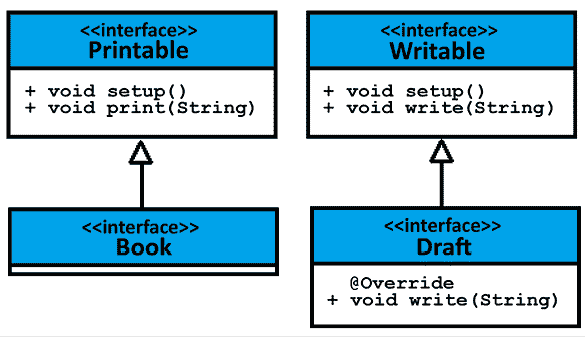 <<interface>>
Printable
+ void setup()
+ void print(String)
<<interface>>
Writable
+ void setup()
+ void write(String)
<<interface>>
Book
<<interface>>
Draft
@Override
+ void write(String)